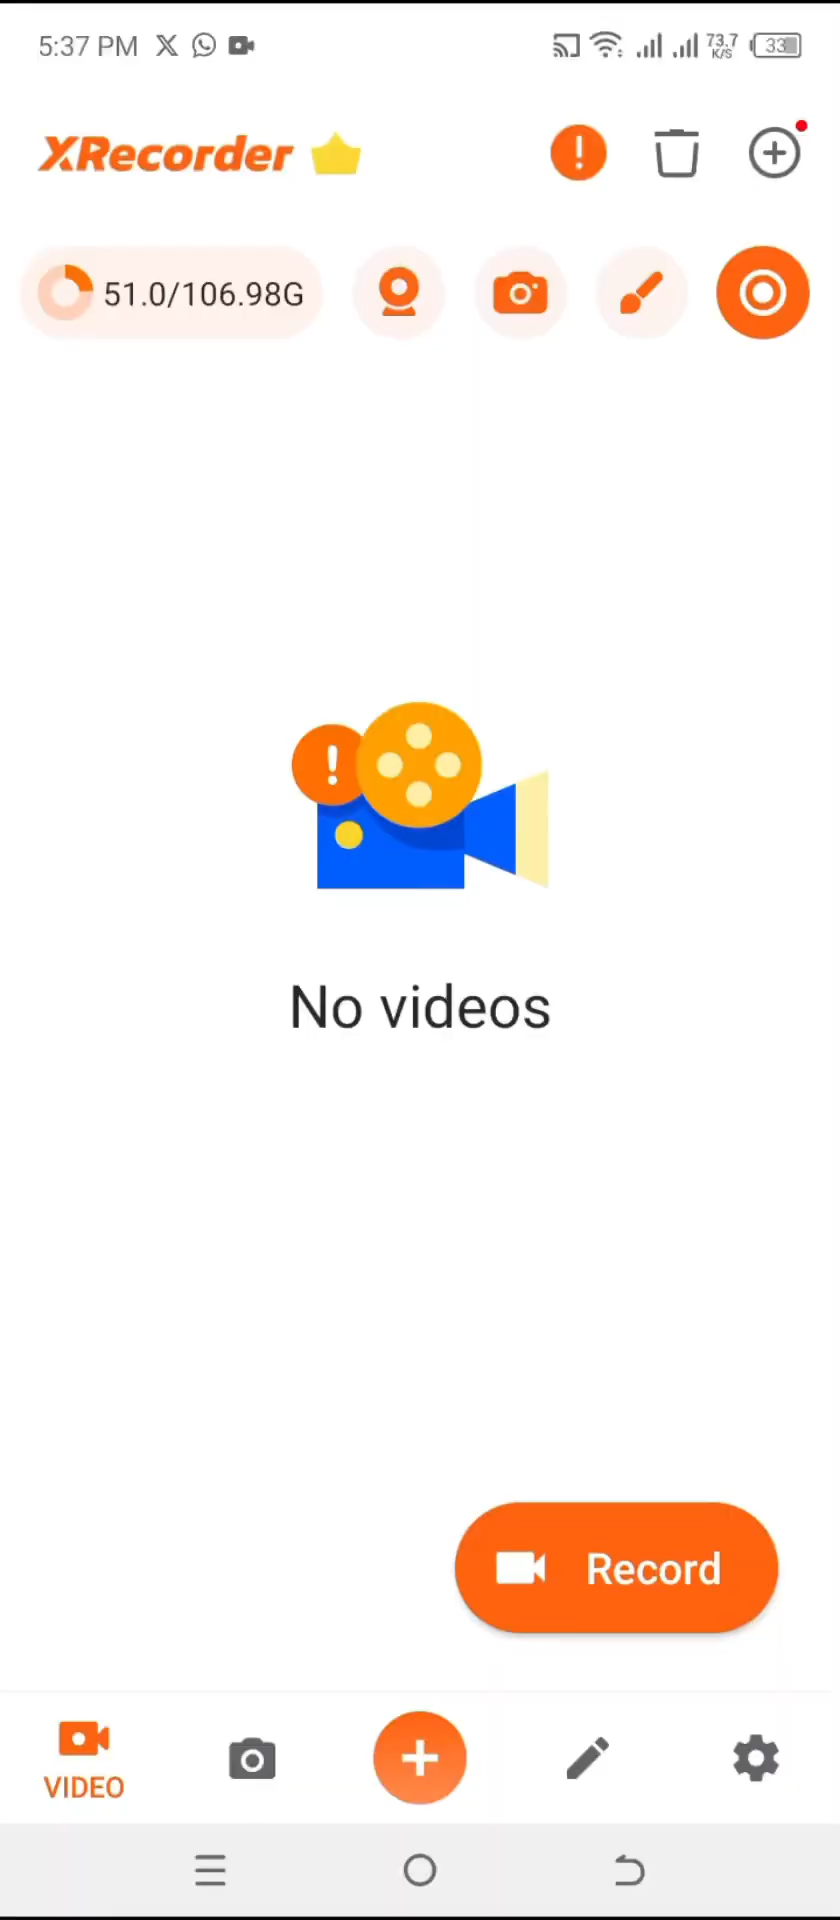 5:37 PM
73.7
K/S
33
XRecorder
51.0/106.98G
No videos
Record
VIDEO